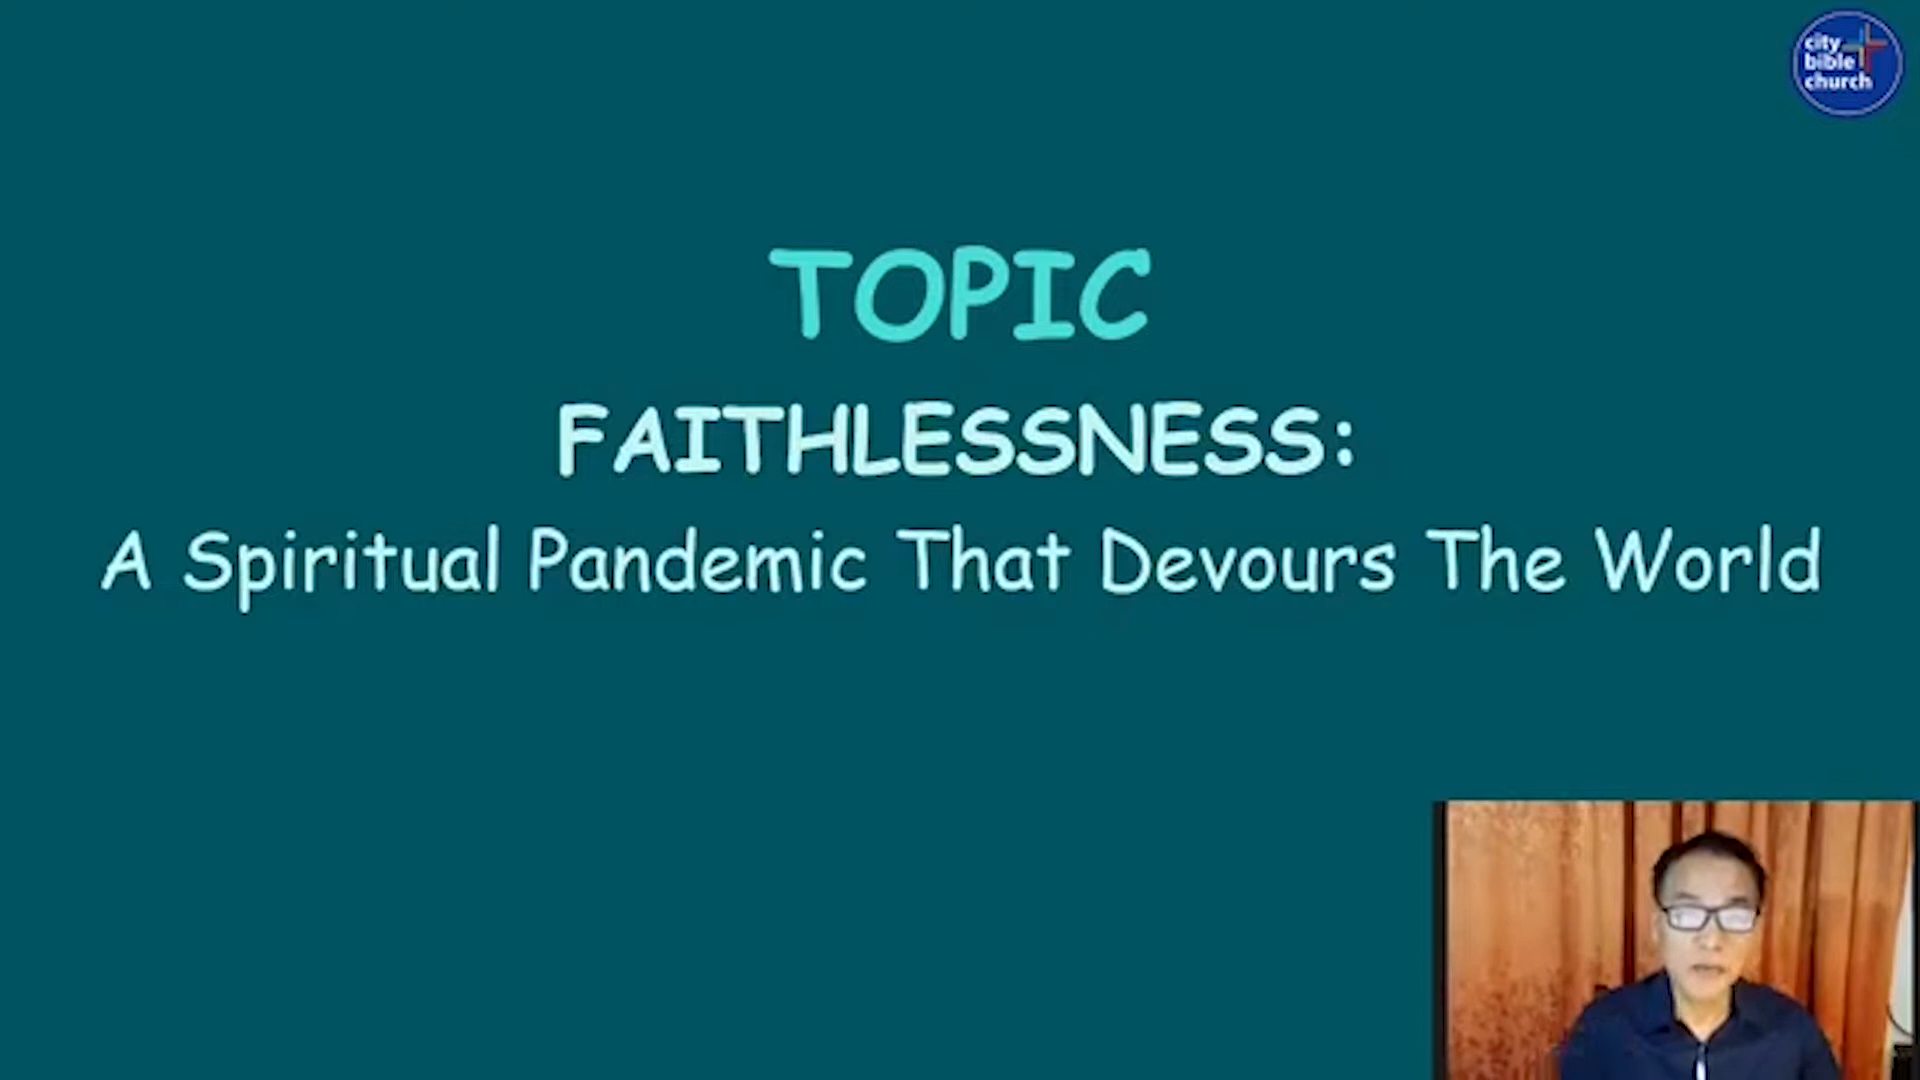 city
bible
church
TOPIC
FAITHLESSNESS:
A Spiritual Pandemic That Devours The World